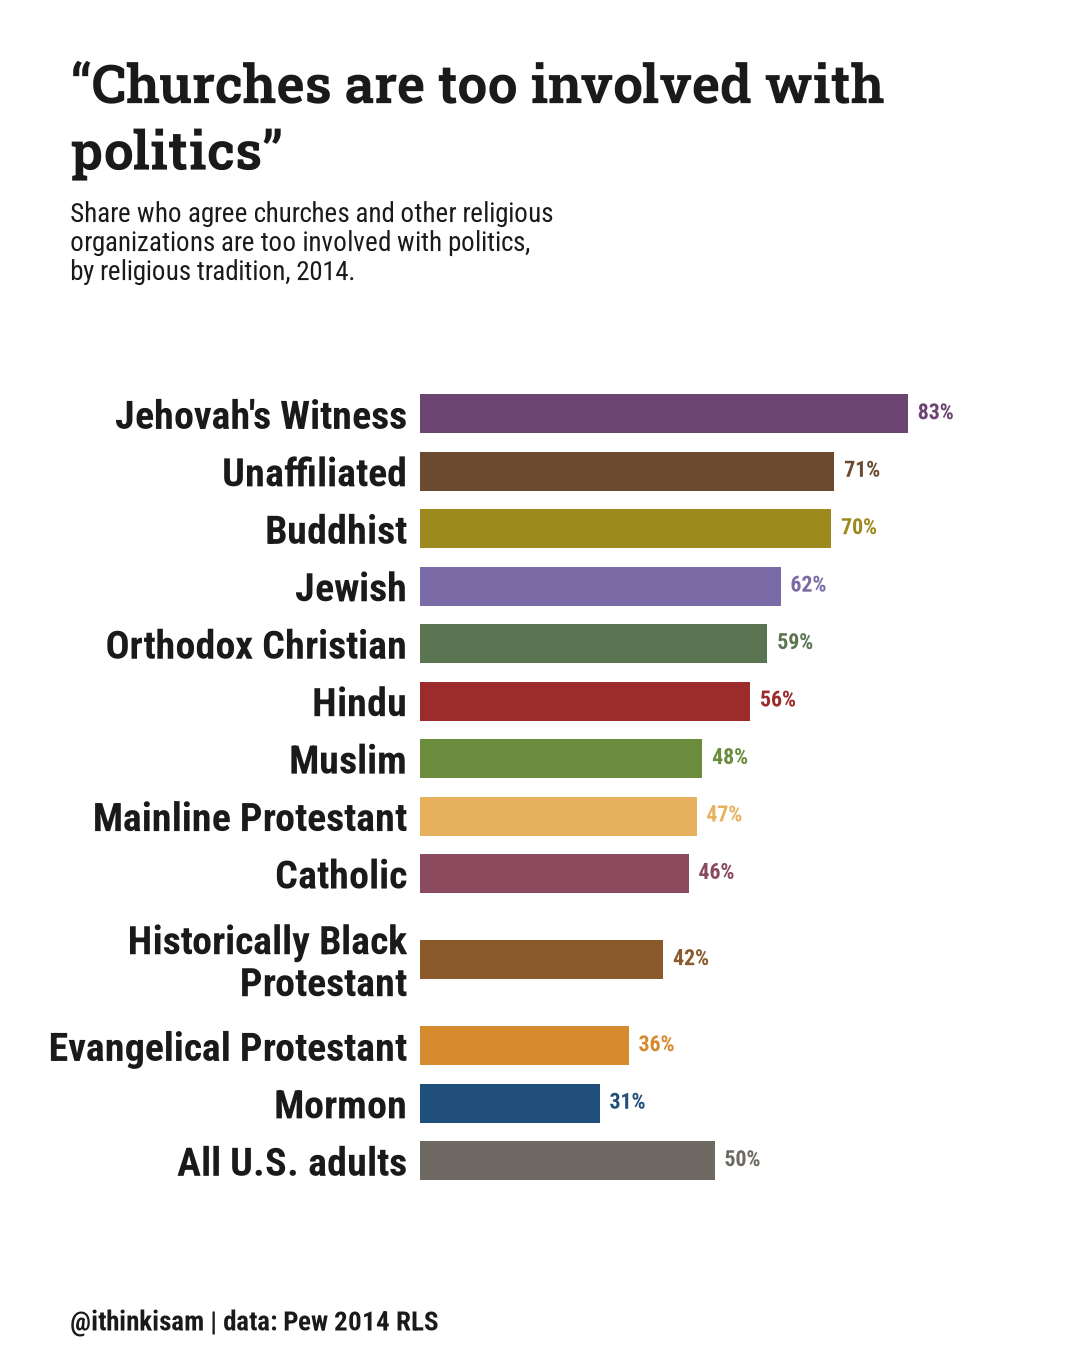 “Churches are too involved with
politics”
Share who agree churches and other religious
organizations are too involved with politics,
by religious tradition, 2014.
Jehovah's Witness 83%
Unaffiliated 71%
Buddhist 70%
Jewish 62%
Orthodox Christian 59%
Hindu 56%
Muslim 48%
Mainline Protestant 47%
Catholic 46%
Historically Black
Protestant 42%
Evangelical Protestant 36%
Mormon 31%
All U.S. adults 50%
@ithinkisam | data: Pew 2014 RLS